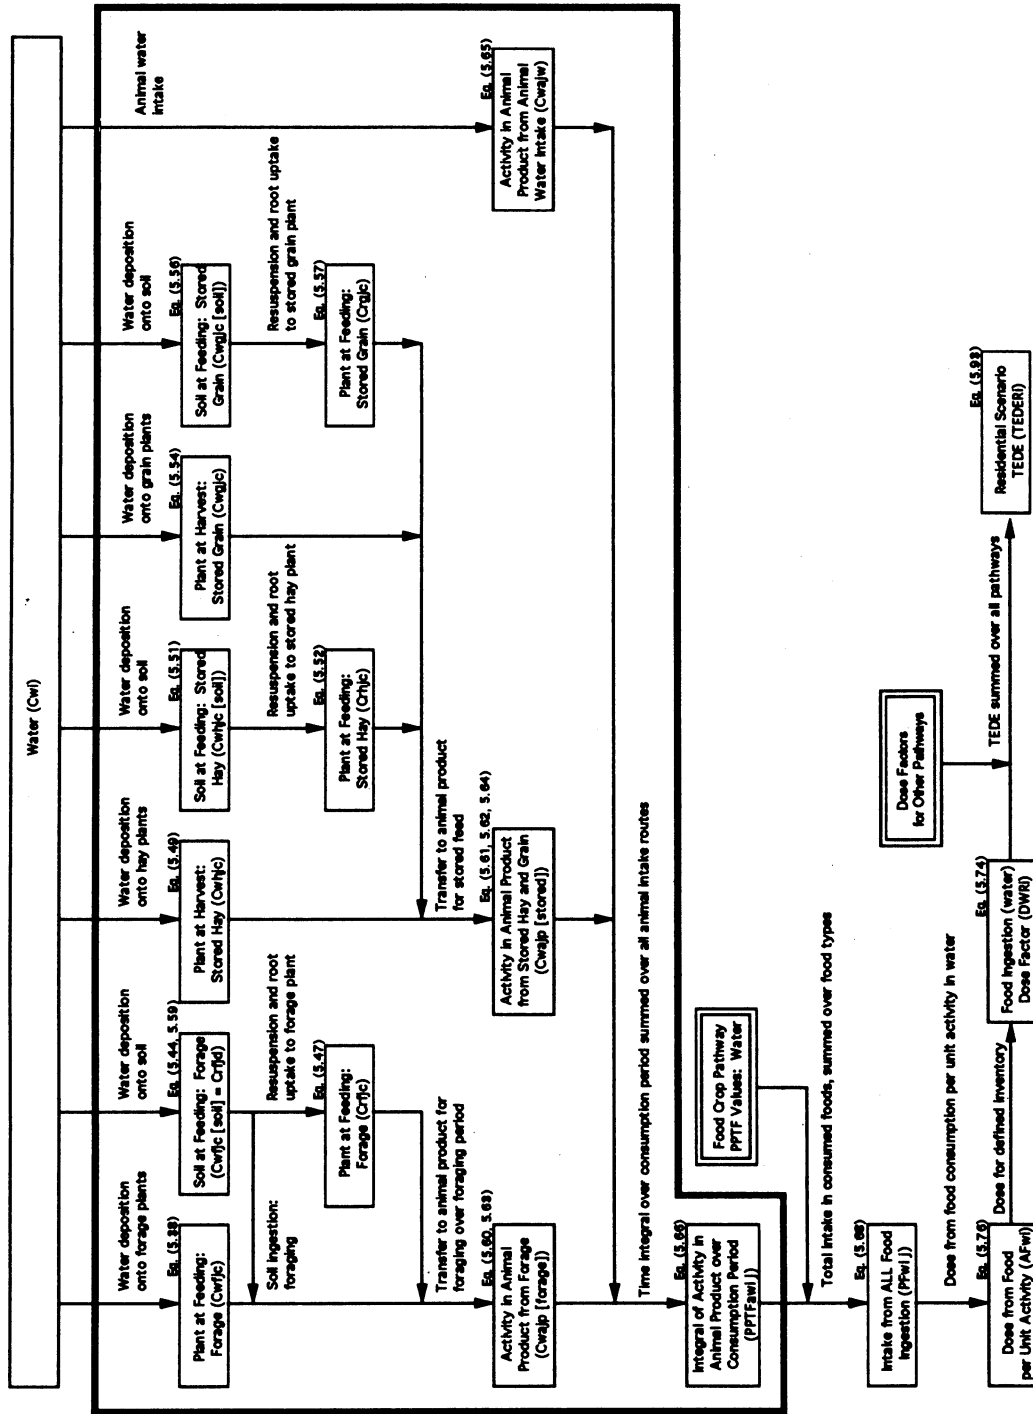 Water (Cwi)
Water deposition
onto forage plants
Eq. (5.38)
Plant at Feeding:
Forage (Cwfjc)
Water deposition
onto soil
Eq. (5.44, 5.59)
Soil at Feeding: Forage
(Cwfjc [soil] = Crfjd)
Water deposition
onto hay plants
Eq. (5.49)
Plant at Harvest:
Stored Hay (Cwhjc)
Water deposition
onto soil
Eq. (5.51)
Soil at Feeding: Stored
Hay (Cwhjc [soil])
Water deposition
onto grain plants
Eq. (5.54)
Plant at Harvest:
Stored Grain (Cwgjc)
Water deposition
onto soil
Eq. (5.56)
Soil at Feeding: Stored
Grain (Cwgjc [soil])
Animal water
intake
Soil ingestion:
foraging
Resuspension and root
uptake to forage plant
Eq. (5.47)
Plant at Feeding:
Forage (Crfjc)
Resuspension and root
uptake to stored hay plant
Eq. (5.52)
Plant at Feeding:
Stored Hay (Crhjc)
Resuspension and root uptake
to stored grain plant
Eq. (5.57)
Plant at Feeding:
Stored Grain (Crgjc)
Transfer to animal product for
foraging over foraging period
Eq. (5.60, 5.63)
Activity in Animal
Product from Forage
(Cwajp [forage])
Transfer to animal product
for stored feed
Eq. (5.61, 5.62, 5.64)
Activity in Animal Product
from Stored Hay and Grain
(Cwajp [stored])
Eq. (5.65)
Activity in Animal
Product from Animal
Water Intake (Cwajw)
Time integral over consumption period summed over all animal intake routes
Eq. (5.66)
Integral of Activity in
Animal Product over
Consumption Period
(PPTFawi j)
Food Crop Pathway
PPTF Values: Water
Total intake in consumed foods, summed over food types
Eq. (5.68)
Intake from ALL Food
Ingestion (PFwi j)
Dose from food consumption per unit activity in water
Eq. (5.76)
Dose from Food
per Unit Activity (AFwi)
Dose for defined inventory
Eq. (5.74)
Food Ingestion (water)
Dose Factor (DWRi)
Dose Factors
for Other Pathways
TEDE summed over all pathways
Eq. (5.93)
Residential Scenario
TEDE (TEDERi)